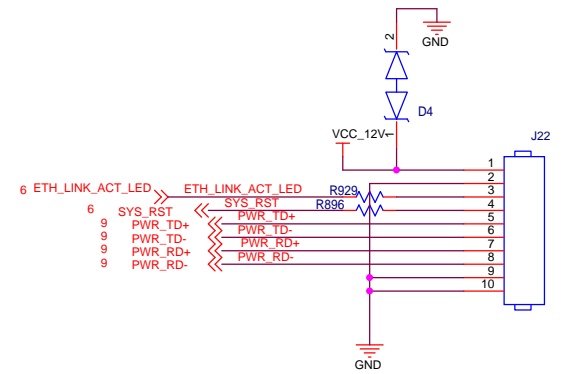 2
GND
D4
VCC_12V
1
J22
1
2
6 ETH_LINK_ACT_LED ETH_LINK_ACT_LED R929 3
6 SYS_RST SYS_RST R896 4
9 PWR_TD+ PWR_TD+ 5
9 PWR_TD- PWR_TD- 6
9 PWR_RD+ PWR_RD+ 7
9 PWR_RD- PWR_RD- 8
9
10
GND